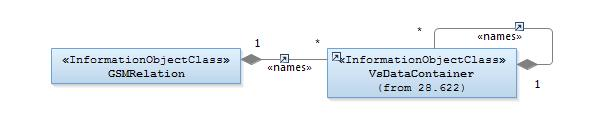 *
«names»
1
*
«InformationObjectClass»
GSMRelation
«names»
«InformationObjectClass»
VsDataContainer
(from 28.622)
1